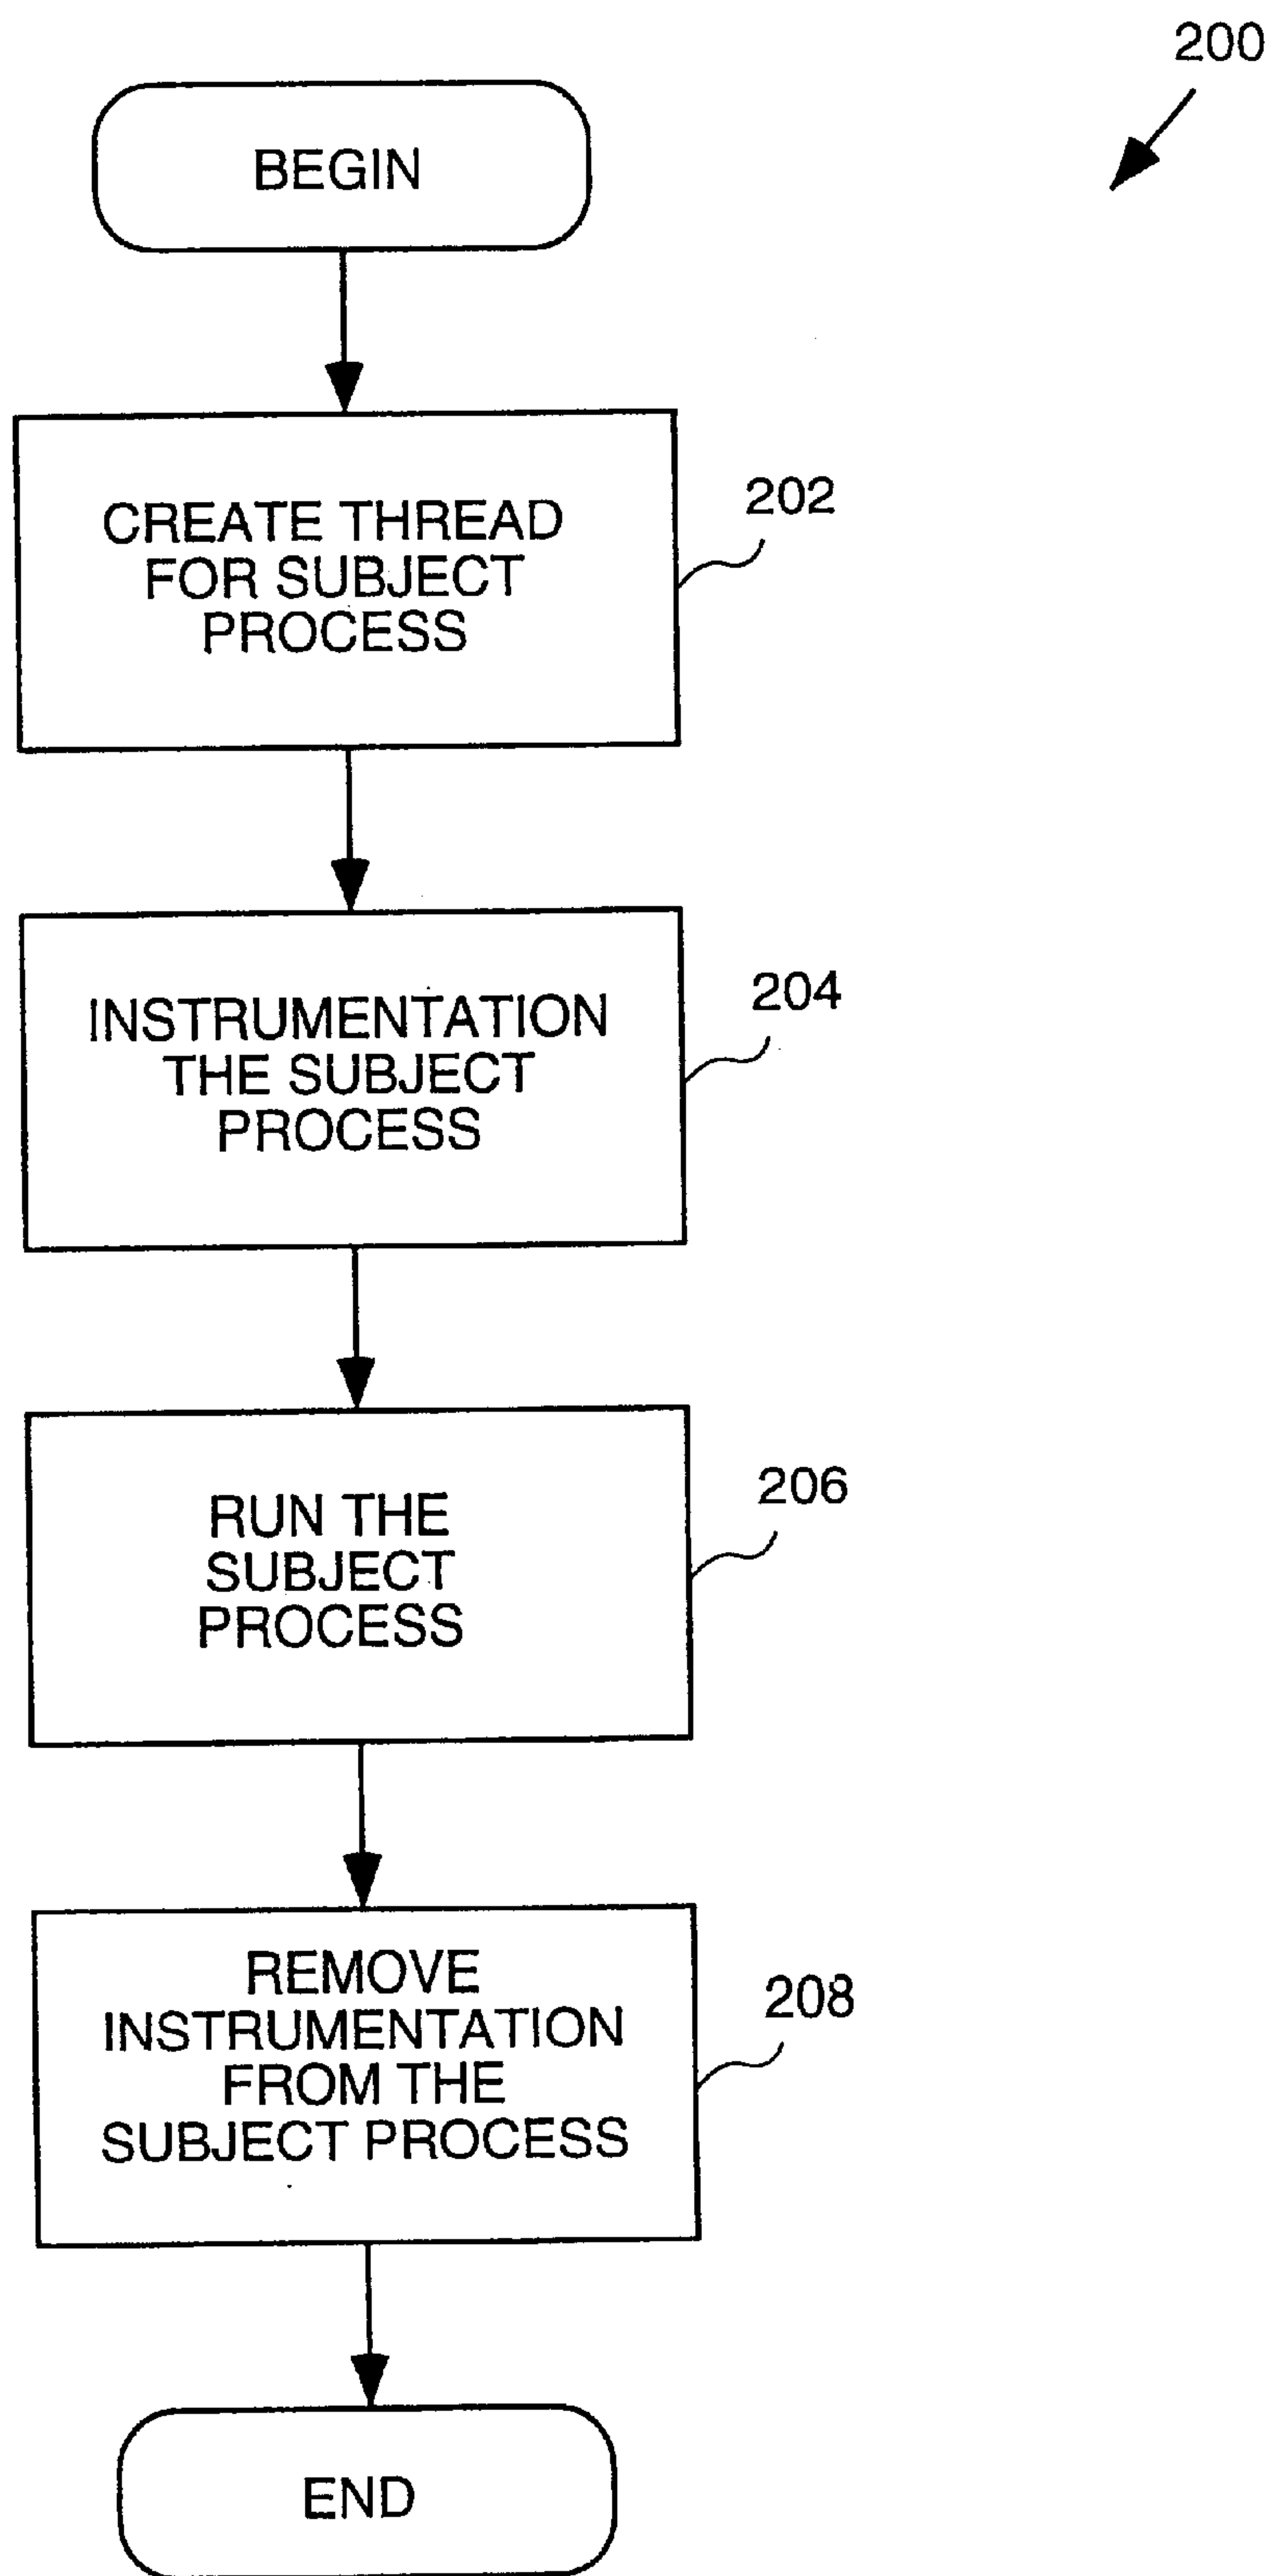 200
BEGIN
CREATE THREAD
FOR SUBJECT
PROCESS
202
INSTRUMENTATION
THE SUBJECT
PROCESS
204
RUN THE
SUBJECT
PROCESS
206
REMOVE
INSTRUMENTATION
FROM THE
SUBJECT PROCESS
208
END